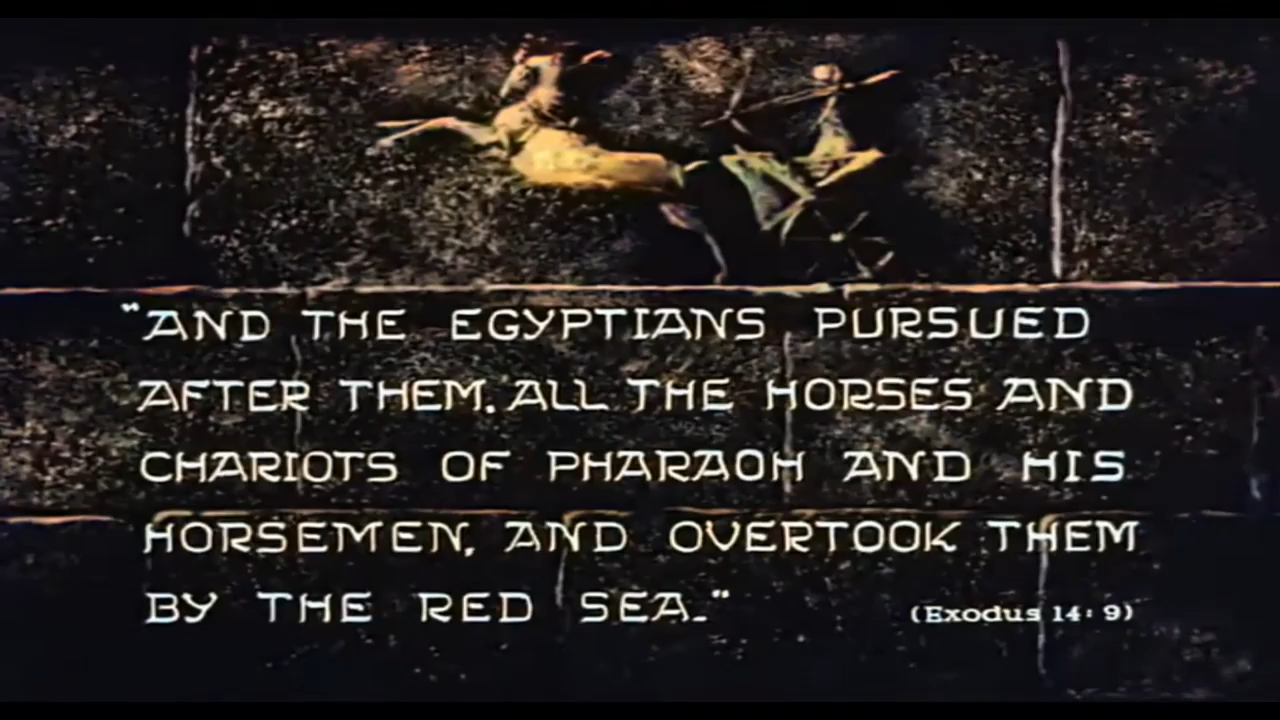 "AND THE EGYPTIANS PURSUED
AFTER THEM, ALL THE HORSES AND
CHARIOTS OF PHARAOH AND HIS
HORSEMEN, AND OVERTOOK THEM
BY THE RED SEA."
(Exodus 14: 9)